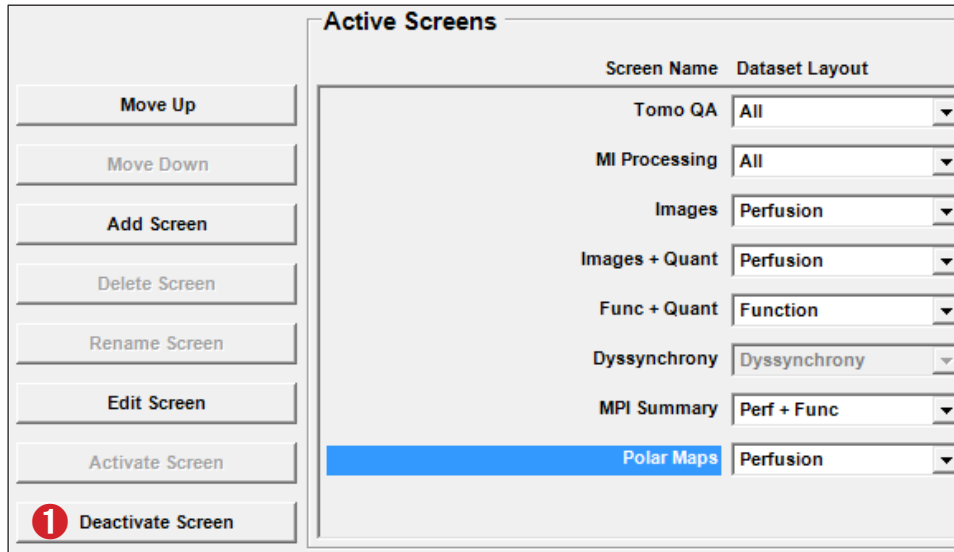 Active Screens
Screen Name Dataset Layout
Move Up
Tomo QA All
Move Down
MI Processing All
Add Screen
Images Perfusion
Delete Screen
Images + Quant Perfusion
Rename Screen
Func + Quant Function
Dyssynchrony Dyssynchrony
Edit Screen
MPI Summary Perf + Func
Activate Screen
Polar Maps Perfusion
1 Deactivate Screen